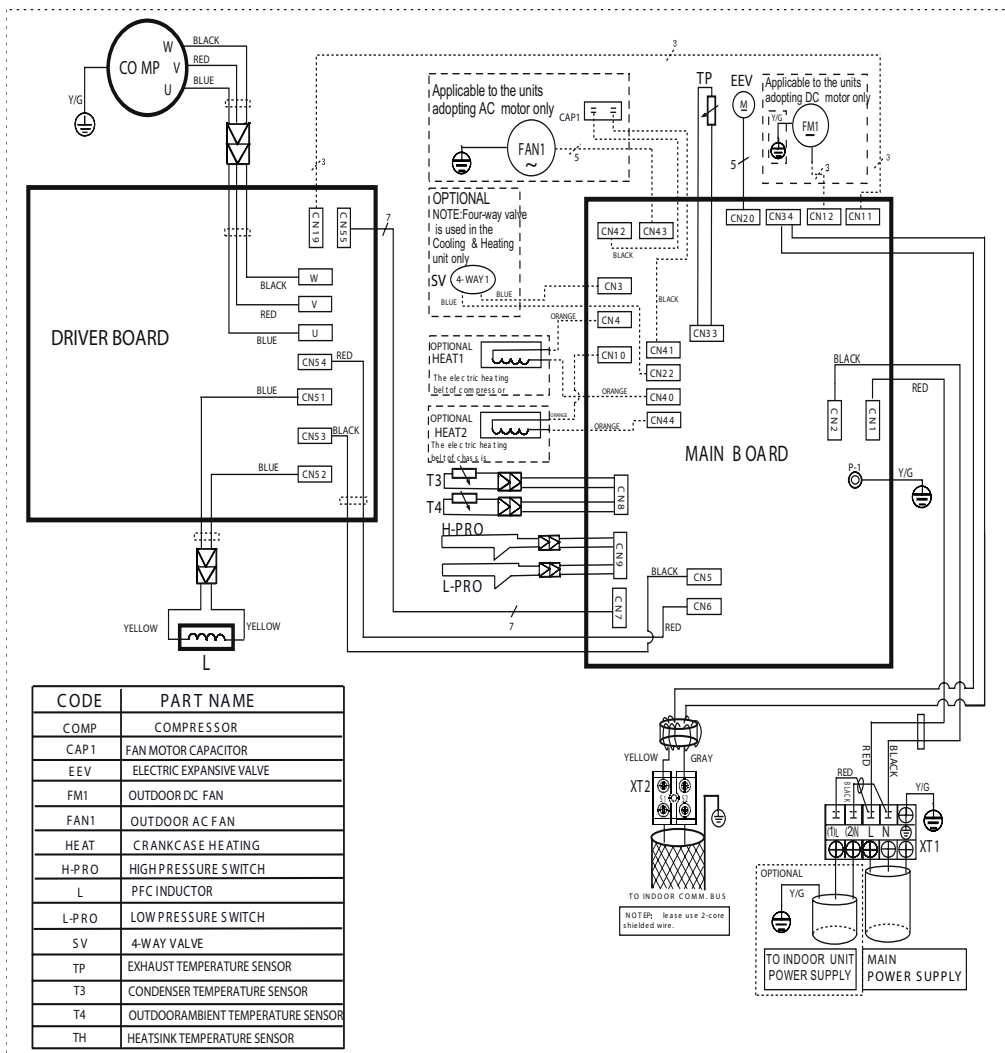 W
BLACK
COMP
V
RED
U
BLUE
Y/G
3
3
3
Applicable to the units
adopting AC motor only
CAP1
FAN1
~
5
TP
EEV
M
5
Applicable to the units
adopting DC motor only
Y/G
FM1
3
OPTIONAL
NOTE:Four-way valve
is used in the
Cooling & Heating
unit only
SV
4-WAY1
BLUE
BLUE
CN19
CN55
7
W
BLACK
V
RED
U
BLUE
DRIVER BOARD
CN54
RED
BLUE
CN51
CN53
BLACK
BLUE
CN52
YELLOW
YELLOW
L
CN42
CN43
BLACK
CN20
CN34
CN12
CN11
CN3
BLACK
ORANGE
CN4
CN33
CN10
CN41
CN22
ORANGE
CN40
ORANGE
ORANGE
CN44
OPTIONAL
HEAT1
The electric heating
belt of compressor
OPTIONAL
HEAT2
The electric heating
belt of chassis
BLACK
RED
CN2
CN1
MAIN BOARD
P-1
Y/G
T3
T4
CN8
H-PRO
L-PRO
CN9
CN7
7
BLACK
CN5
CN6
RED
CODE PART NAME
COMP COMPRESSOR
CAP1 FAN MOTOR CAPACITOR
EEV ELECTRIC EXPANSIVE VALVE
FM1 OUTDOOR DC FAN
FAN1 OUTDOOR AC FAN
HEAT CRANKCASE HEATING
H-PRO HIGH PRESSURE SWITCH
L PFC INDUCTOR
L-PRO LOW PRESSURE SWITCH
SV 4-WAY VALVE
TP EXHAUST TEMPERATURE SENSOR
T3 CONDENSER TEMPERATURE SENSOR
T4 OUTDOORAMBIENT TEMPERATURE SENSOR
TH HEATSINK TEMPERATURE SENSOR
YELLOW
GRAY
XT2
S1
S2
TO INDOOR COMM. BUS
NOTEP: lease use 2-core
shielded wire.
RED
BLACK
RED
BLACK
Y/G
(1)L (2)N L N
XT1
OPTIONAL
Y/G
TO INDOOR UNIT
POWER SUPPLY
MAIN
POWER SUPPLY